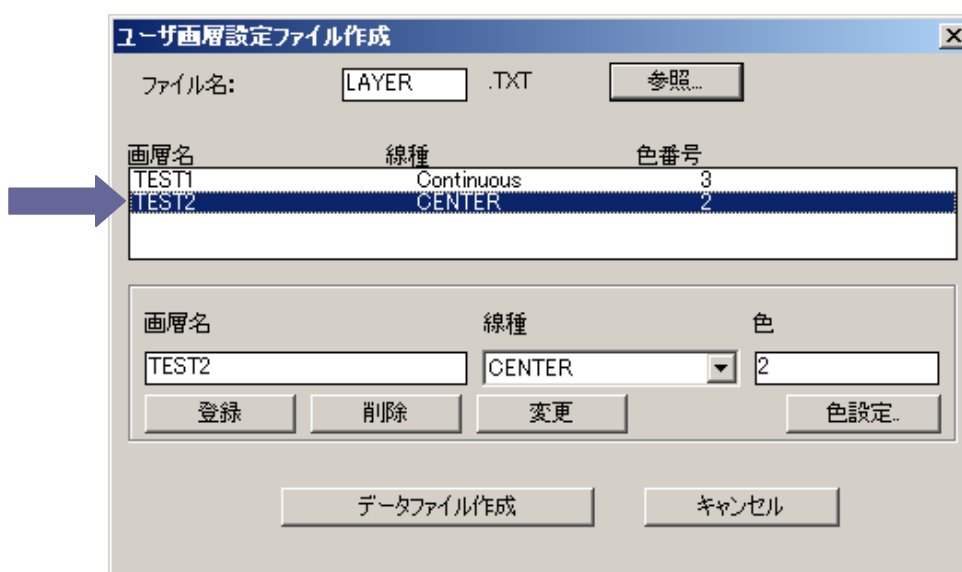 ユーザ画層設定ファイル作成
ファイル名: LAYER .TXT 参照...
画層名 線種 色番号
TEST1 Continuous 3
TEST2 CENTER 2
画層名 線種 色
TEST2 CENTER 2
登録 削除 変更 色設定..
データファイル作成 キャンセル